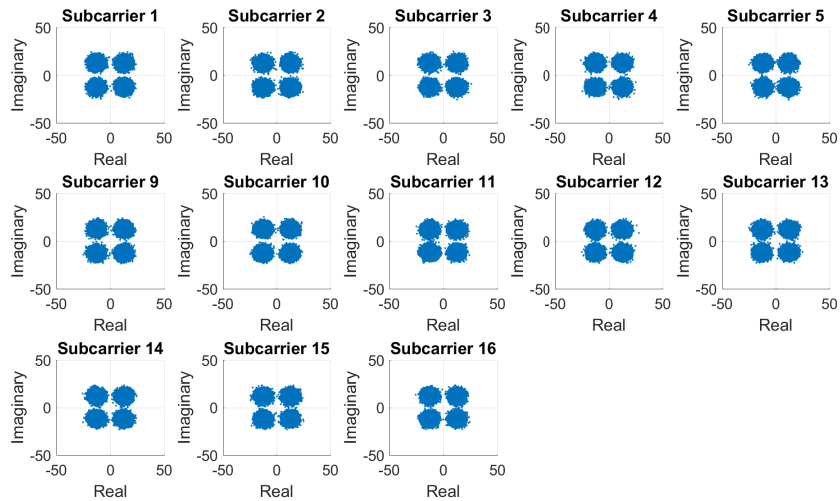 Subcarrier 1 Subcarrier 2 Subcarrier 3 Subcarrier 4 Subcarrier 5
50 50 50 50 50
Imaginary Imaginary Imaginary Imaginary Imaginary
0 0 0 0 0
-50 -50 -50 -50 -50
-50 0 50 -50 0 50 -50 0 50 -50 0 50 -50 0 50
Real Real Real Real Real
Subcarrier 9 Subcarrier 10 Subcarrier 11 Subcarrier 12 Subcarrier 13
50 50 50 50 50
Imaginary Imaginary Imaginary Imaginary Imaginary
0 0 0 0 0
-50 -50 -50 -50 -50
-50 0 50 -50 0 50 -50 0 50 -50 0 50 -50 0 50
Real Real Real Real Real
Subcarrier 14 Subcarrier 15 Subcarrier 16
50 50 50
Imaginary Imaginary Imaginary
0 0 0
-50 -50 -50
-50 0 50 -50 0 50 -50 0 50
Real Real Real